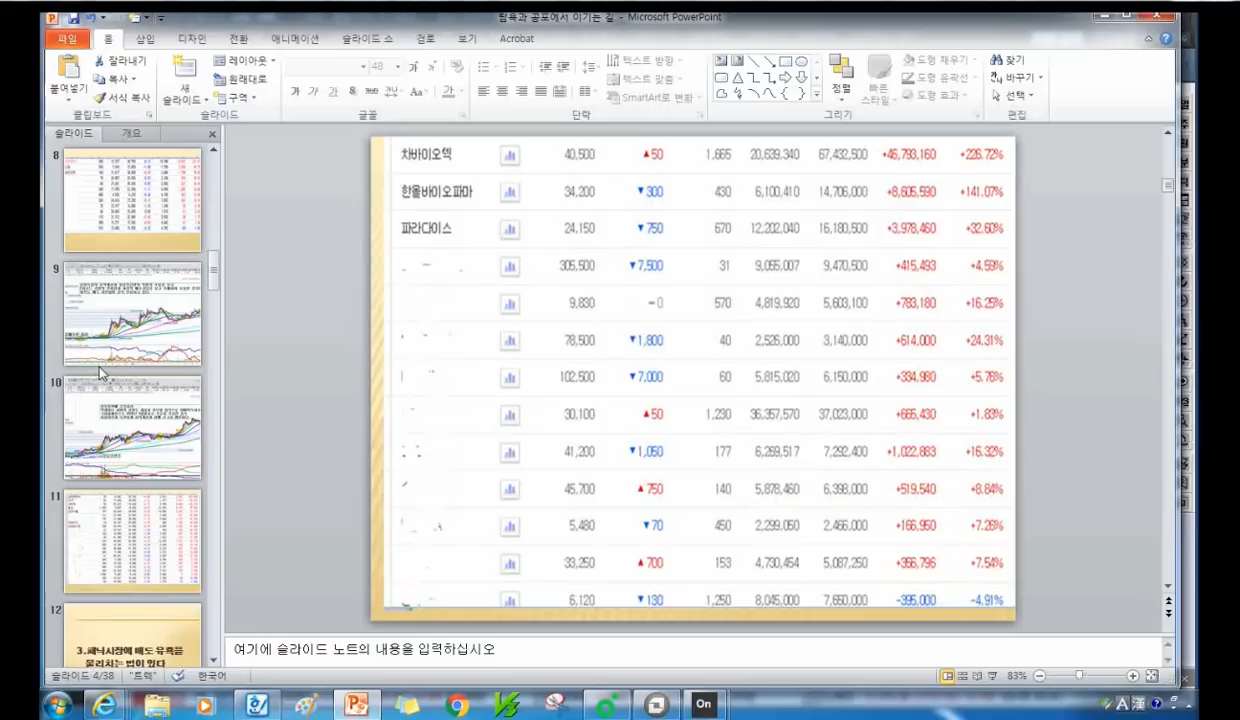 탐욕과 공포에서 이기는 길 - Microsoft PowerPoint
파일 홈 삽입 디자인 전환 애니메이션 슬라이드 쇼 검토 보기 Acrobat
붙여넣기
잘라내기
복사
서식 복사
클립보드
새 슬라이드
레이아웃
원래대로
구역
슬라이드
48
글꼴
텍스트 방향
텍스트 맞춤
SmartArt로 변환
단락
정렬
빠른 스타일
도형 채우기
도형 윤곽선
도형 효과
그리기
찾기
바꾸기
선택
편집
슬라이드 개요
8
9
10
11
12
3.패닉시장에 매도 유혹을
물리치는 법이 있다
차바이오텍 40,500 ▲50 1,665 20,639,340 67,432,500 +46,793,160 +226.72%
한올바이오파마 34,200 ▼300 430 6,100,410 14,706,000 +8,605,590 +141.07%
파라다이스 24,150 ▼750 670 12,202,040 16,180,500 +3,978,460 +32.60%
305,500 ▼7,500 31 9,055,007 9,470,500 +415,493 +4.59%
9,830 -0 570 4,819,920 5,603,100 +783,180 +16.25%
78,500 ▼1,800 40 2,526,000 3,140,000 +614,000 +24.31%
102,500 ▼7,000 60 5,815,020 6,150,000 +334,980 +5.76%
30,100 ▲50 1,230 36,357,570 37,023,000 +665,430 +1.83%
41,200 ▼1,050 177 6,269,517 7,292,400 +1,022,883 +16.32%
45,700 ▲750 140 5,878,460 6,398,000 +519,540 +8.84%
5,480 ▼70 450 2,299,050 2,466,000 +166,950 +7.26%
33,250 ▲700 153 4,730,454 5,087,250 +356,796 +7.54%
6,120 ▼130 1,250 8,045,000 7,650,000 -395,000 -4.91%
여기에 슬라이드 노트의 내용을 입력하십시오
슬라이드 4/38 "트렉" 한국어 83%
On
A 漢